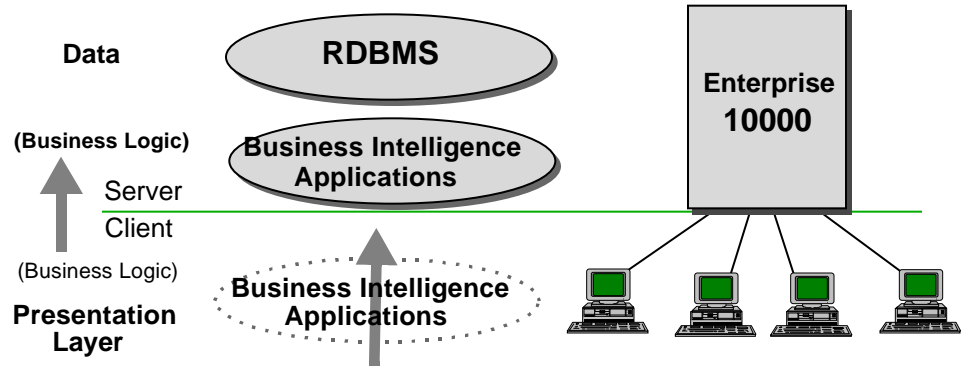 Data
RDBMS
Enterprise
10000
(Business Logic)
Business Intelligence
Applications
Server
Client
(Business Logic)
Business Intelligence
Applications
Presentation
Layer